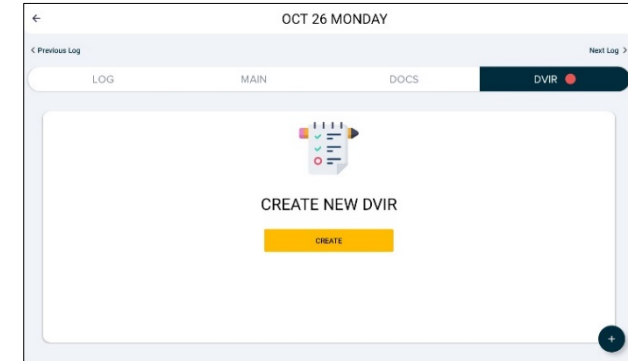 OCT 26 MONDAY
< Previous Log Next Log >
LOG MAIN DOCS DVIR
CREATE NEW DVIR
CREATE
+